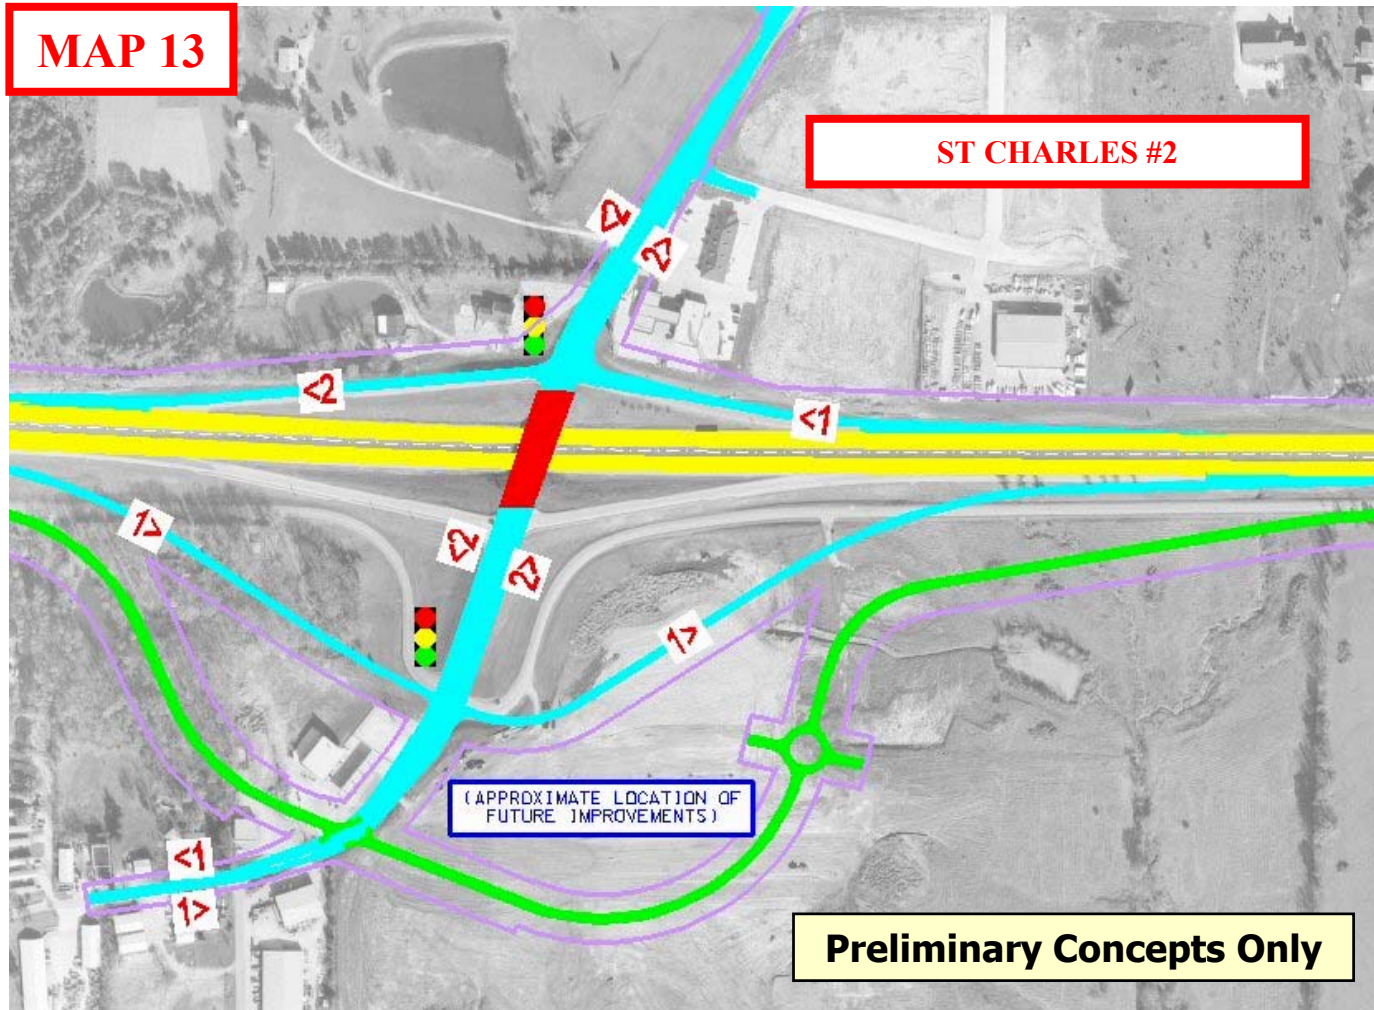 MAP 13
ST CHARLES #2
<2
2>
<2
<1
<2
2>
1>
1>
(APPROXIMATE LOCATION OF
FUTURE IMPROVEMENTS)
<1
1>
Preliminary Concepts Only